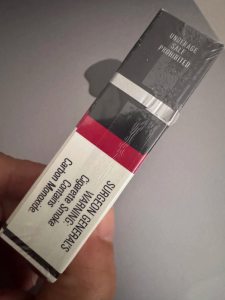 UNDERAGE
SALE
PROHIBITED
SURGEON GENERAL'S
WARNING:
Cigarette Smoke
Contains
Carbon Monoxide